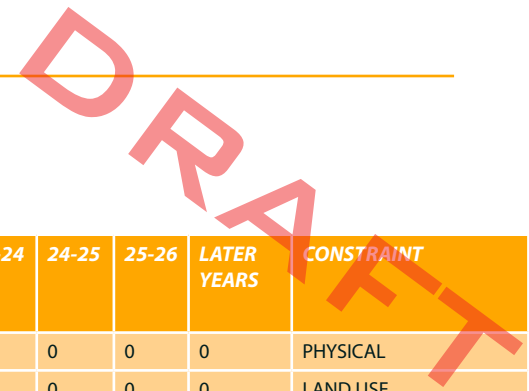 DRAFT
-24 24-25 25-26 LATER YEARS CONSTRAINT
0 0 0 PHYSICAL
0 0 0 LAND USE